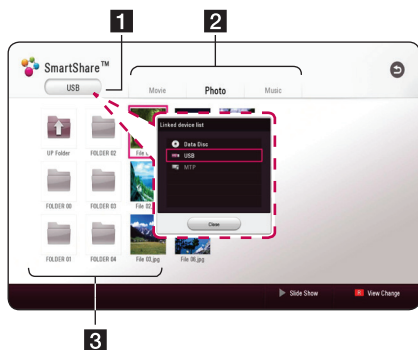 1
2
SmartShare™
USB
Movie
Photo
Music
Linked device list
Data Disc
USB
MTP
Close
UP Folder
FOLDER 02
File
FOLDER 00
FOLDER 03
File 02.
FOLDER 01
FOLDER 04
File 03.jpg
File 08.jpg
Slide Show
R View Change
3